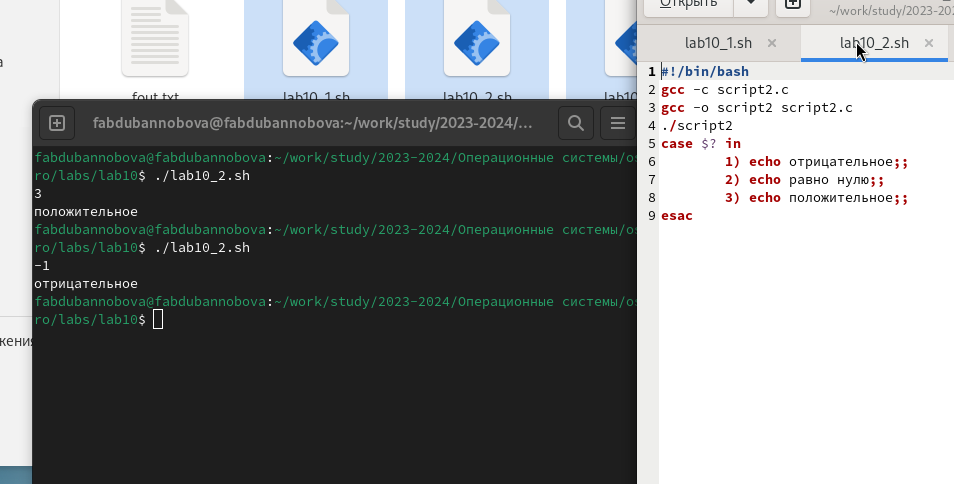 Открыть
~/work/study/2023-20
lab10_1.sh
lab10_2.sh
fout.txt
lab10_1.sh
lab10_2.sh
fabdubannobova@fabdubannobova:~/work/study/2023-2024/...
fabdubannobova@fabdubannobova:~/work/study/2023-2024/Операционные системы/os
ro/labs/lab10$ ./lab10_2.sh
3
положительное
fabdubannobova@fabdubannobova:~/work/study/2023-2024/Операционные системы/os
ro/labs/lab10$ ./lab10_2.sh
-1
отрицательное
fabdubannobova@fabdubannobova:~/work/study/2023-2024/Операционные системы/os
ro/labs/lab10$
1 #!/bin/bash
2 gcc -c script2.c
3 gcc -o script2 script2.c
4 ./script2
5 case $? in
6 1) echo отрицательное;;
7 2) echo равно нулю;;
8 3) echo положительное;;
9 esac